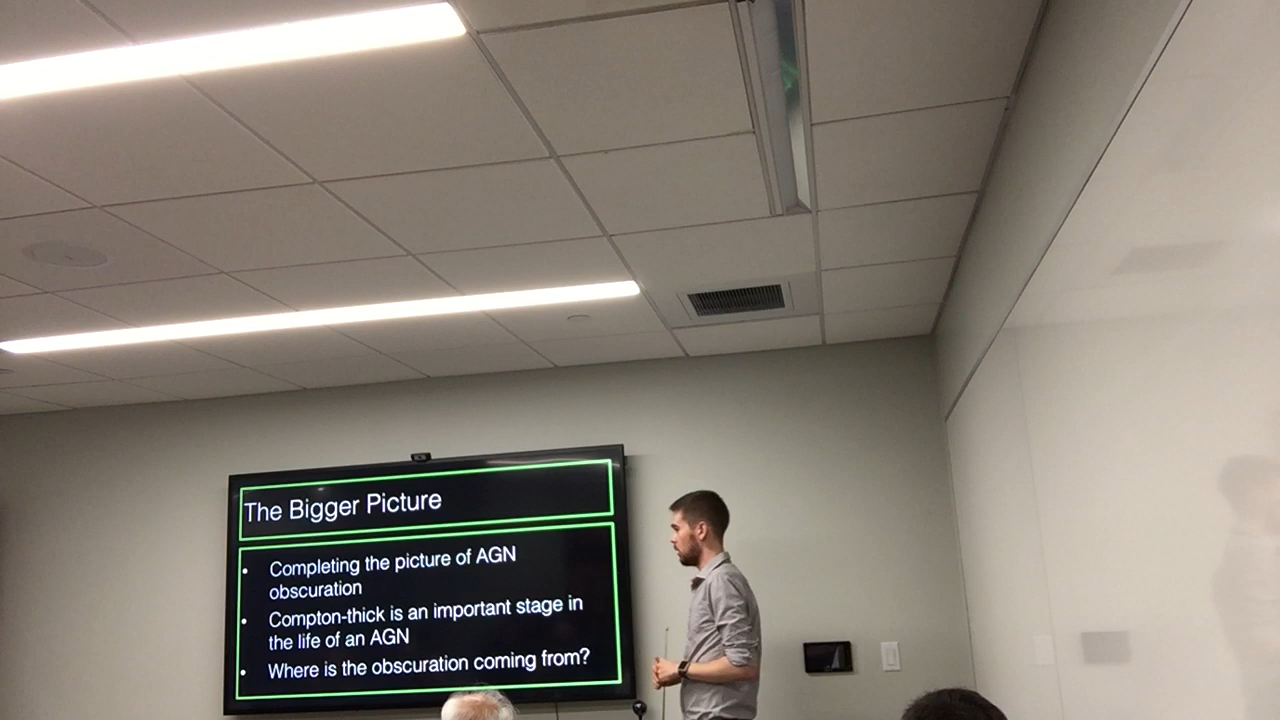 The Bigger Picture
• Completing the picture of AGN
obscuration
• Compton-thick is an important stage in
the life of an AGN
• Where is the obscuration coming from?